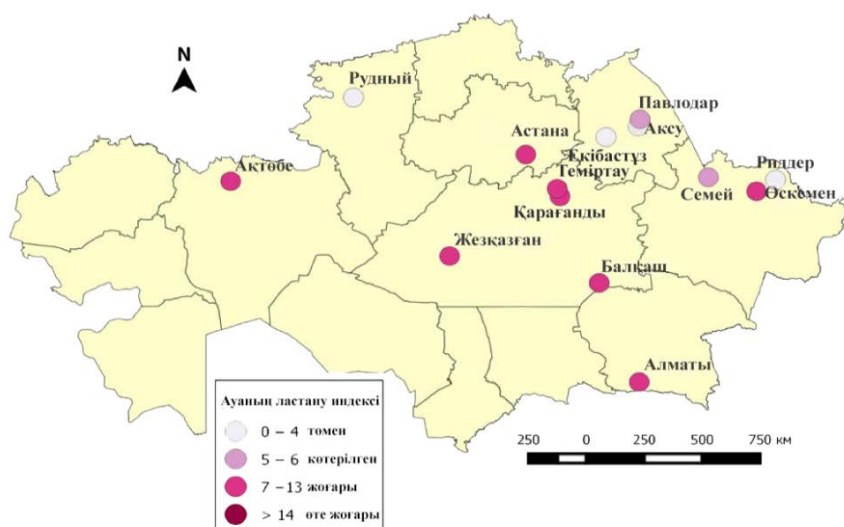 N
Рудный
Павлодар
Астана
Аксу
Екібастұз
Риддер
Ақтөбе
Теміртау
Семей
Өскемен
Қарағанды
Жезқазған
Балқаш
Алматы
Ауаның ластану индексі
0 – 4 төмен
5 – 6 көтерілген
7 –13 жоғары
> 14 өте жоғары
250 0 250 500 750 км